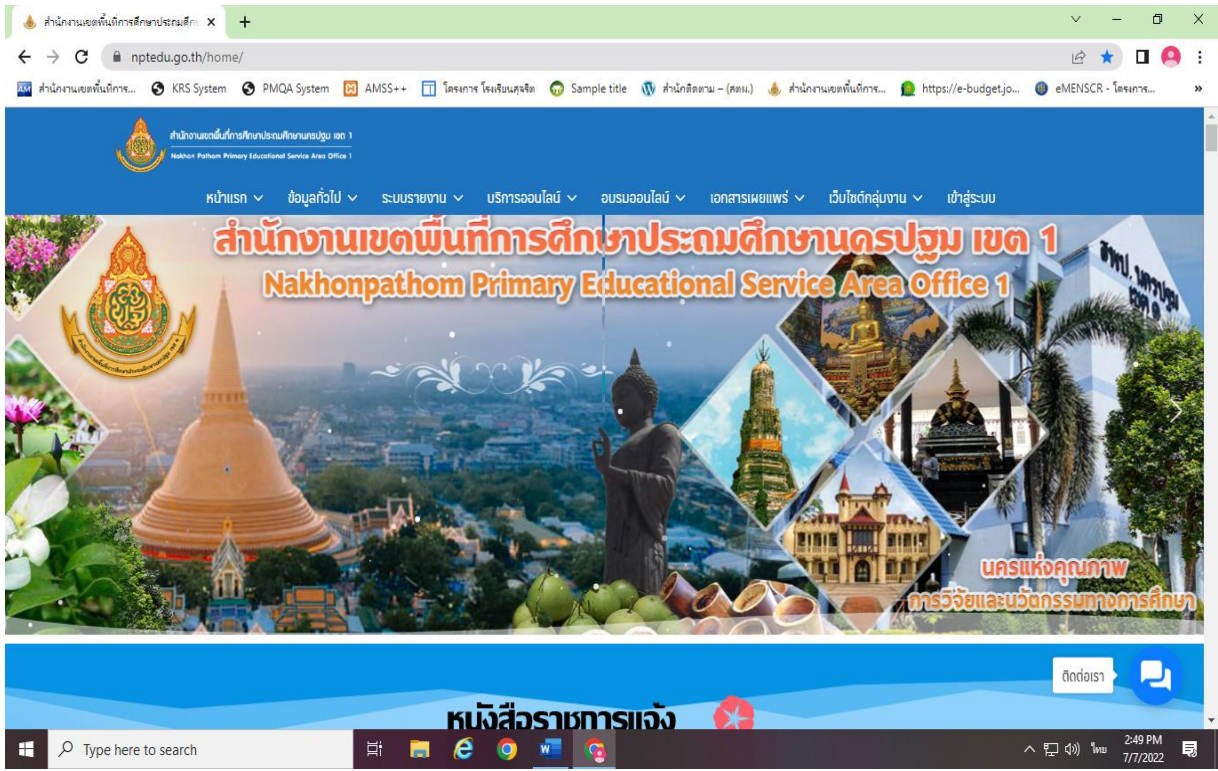 สำนักงานเขตพื้นที่การศึกษาประถมศึก
nptedu.go.th/home/
สำนักงานเขตพื้นที่การ... KRS System PMQA System AMSS++ โครงการ โรงเรียนสุจริต Sample title สำนักติดตาม – (สตผ.) สำนักงานเขตพื้นที่การ... https://e-budget.jo... eMENSCR - โครงการ... »
สำนักงานเขตพื้นที่การศึกษาประถมศึกษานครปฐม เขต 1
Nakhon Pathom Primary Educational Service Area Office 1
หน้าแรก ข้อมูลทั่วไป ระบบรายงาน บริการออนไลน์ อบรมออนไลน์ เอกสารเผยแพร่ เว็บไซต์กลุ่มงาน เข้าสู่ระบบ
สำนักงานเขตพื้นที่การศึกษาประถมศึกษานครปฐม เขต 1
Nakhonpathom Primary Educational Service Area Office 1
สพป. นครปฐม
เขต ๑
นครแห่งคุณภาพ
การวิจัยและนวัตกรรมทางการศึกษา
ติดต่อเรา
หนังสือราชการแจ้ง
Type here to search
ไทย
2:49 PM
7/7/2022